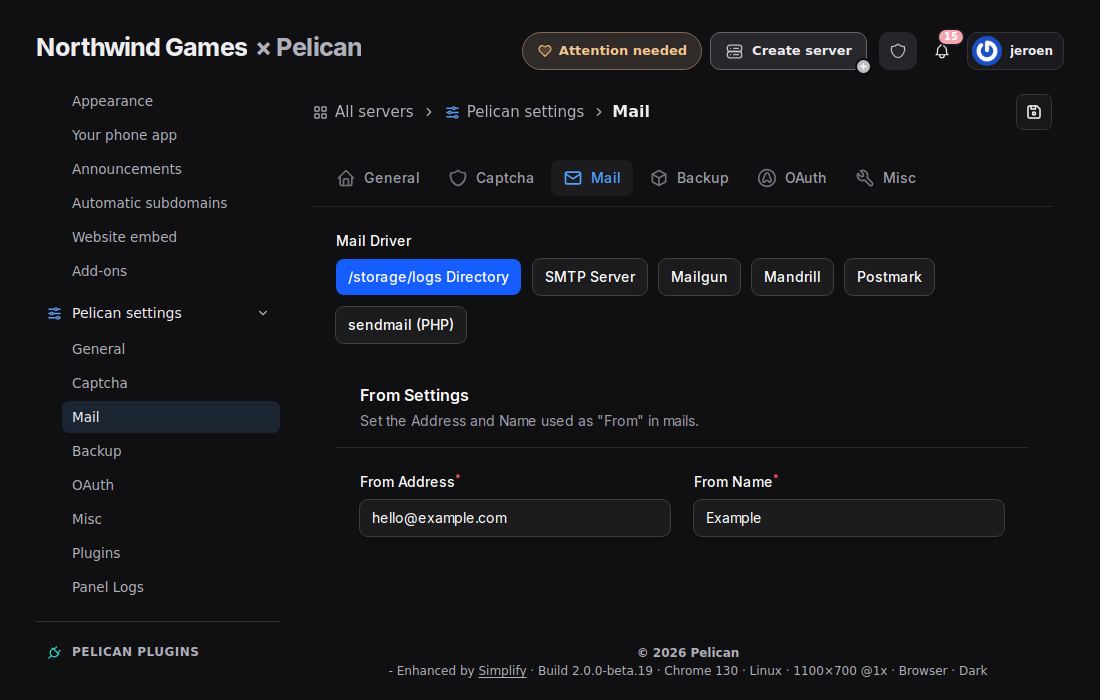 Northwind Games × Pelican
Attention needed
Create server
15
jeroen
Appearance
Your phone app
Announcements
Automatic subdomains
Website embed
Add-ons
Pelican settings
General
Captcha
Mail
Backup
OAuth
Misc
Plugins
Panel Logs
PELICAN PLUGINS
All servers › Pelican settings › Mail
General Captcha Mail Backup OAuth Misc
Mail Driver
/storage/logs Directory SMTP Server Mailgun Mandrill Postmark
sendmail (PHP)
From Settings
Set the Address and Name used as "From" in mails.
From Address* From Name*
hello@example.com Example
© 2026 Pelican
- Enhanced by Simplify · Build 2.0.0-beta.19 · Chrome 130 · Linux · 1100×700 @1x · Browser · Dark